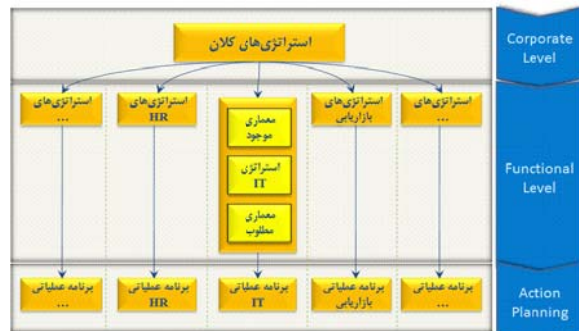 استراتژی‌های کلان
Corporate
Level
استراتژی‌های
...
استراتژی‌های
HR
معماری
موجود
استراتژی
IT
معماری
مطلوب
استراتژی‌های
بازاریابی
استراتژی‌های
...
Functional
Level
برنامه عملیاتی
...
برنامه عملیاتی
HR
برنامه عملیاتی
IT
برنامه عملیاتی
بازاریابی
برنامه عملیاتی
...
Action
Planning